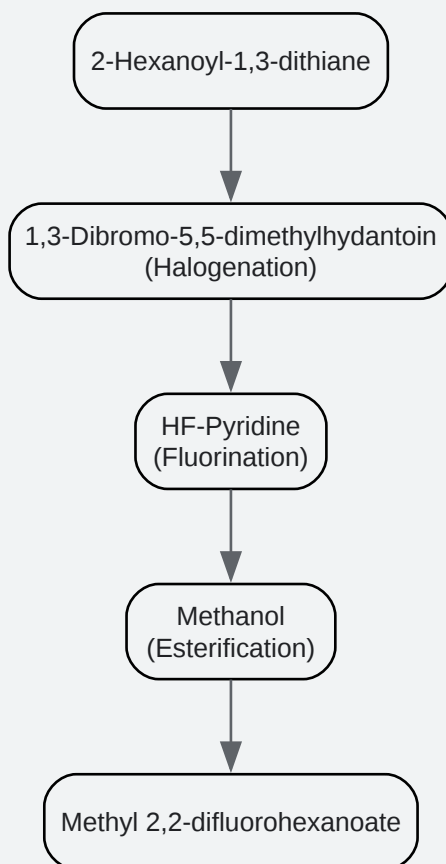 2-Hexanoyl-1,3-dithiane
1,3-Dibromo-5,5-dimethylhydantoin
(Halogenation)
HF-Pyridine
(Fluorination)
Methanol
(Esterification)
Methyl 2,2-difluorohexanoate